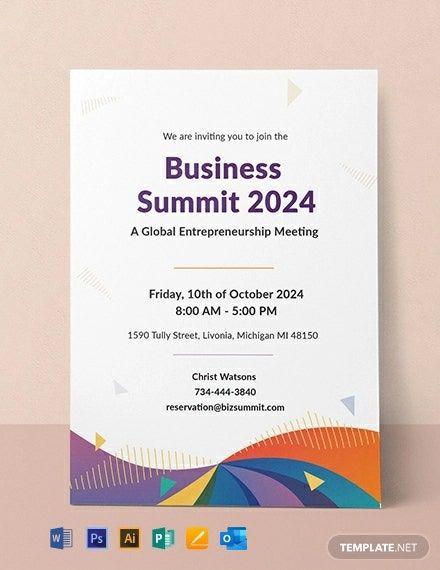 We are inviting you to join the
Business
Summit 2024
A Global Entrepreneurship Meeting
Friday, 10th of October 2024
8:00 AM - 5:00 PM
1590 Tully Street, Livonia, Michigan MI 48150
Christ Watsons
734-444-3840
reservation@bizsummit.com
W Ps Ai P O
TEMPLATE.NET